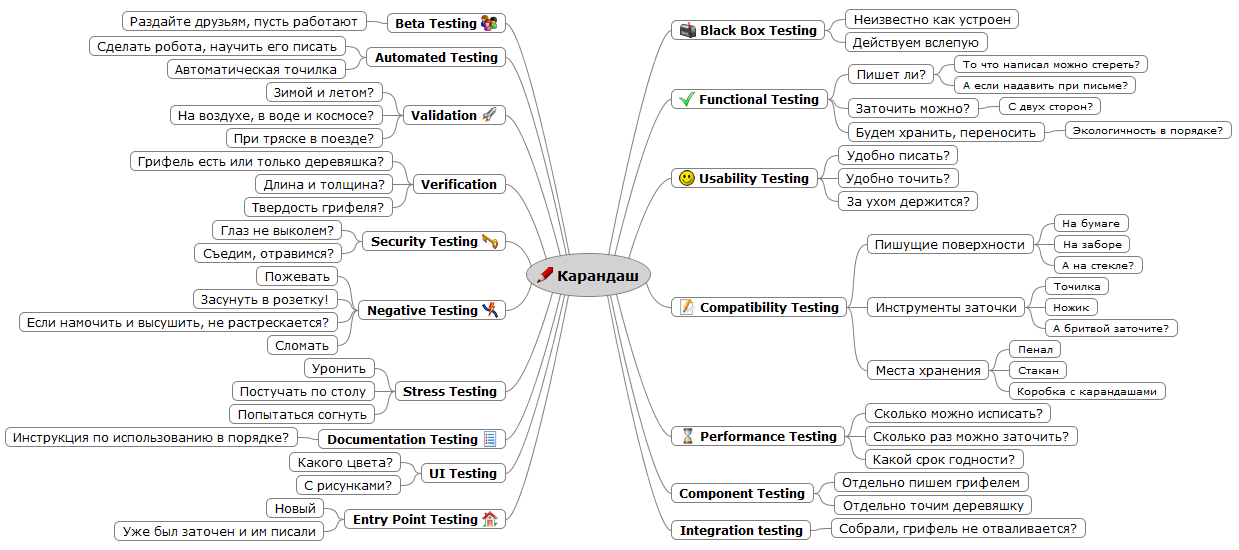 Карандаш
Beta Testing
Раздайте друзьям, пусть работают
Automated Testing
Сделать робота, научить его писать
Автоматическая точилка
Validation
Зимой и летом?
На воздухе, в воде и космосе?
При тряске в поезде?
Verification
Грифель есть или только деревяшка?
Длина и толщина?
Твердость грифеля?
Security Testing
Глаз не выколем?
Съедим, отравимся?
Negative Testing
Пожевать
Засунуть в розетку!
Если намочить и высушить, не растрескается?
Сломать
Stress Testing
Уронить
Постучать по столу
Попытаться согнуть
Documentation Testing
Инструкция по использованию в порядке?
UI Testing
Какого цвета?
С рисунками?
Entry Point Testing
Новый
Уже был заточен и им писали
Black Box Testing
Неизвестно как устроен
Действуем вслепую
Functional Testing
Пишет ли?
То что написал можно стереть?
А если надавить при письме?
Заточить можно?
С двух сторон?
Будем хранить, переносить
Экологичность в порядке?
Usability Testing
Удобно писать?
Удобно точить?
За ухом держится?
Compatibility Testing
Пишущие поверхности
На бумаге
На заборе
А на стекле?
Инструменты заточки
Точилка
Ножик
А бритвой заточите?
Места хранения
Пенал
Стакан
Коробка с карандашами
Performance Testing
Сколько можно исписать?
Сколько раз можно заточить?
Какой срок годности?
Component Testing
Отдельно пишем грифелем
Отдельно точим деревяшку
Integration testing
Собрали, грифель не отваливается?